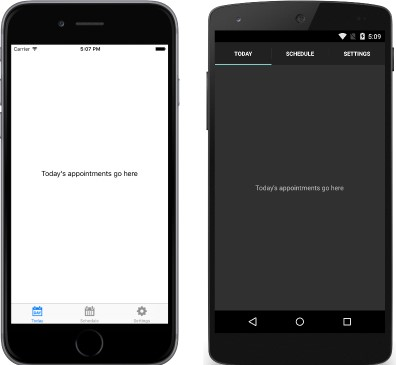 Carrier 5:07 PM
Today's appointments go here
Today Schedule Settings
5:09
TODAY SCHEDULE SETTINGS
Today's appointments go here